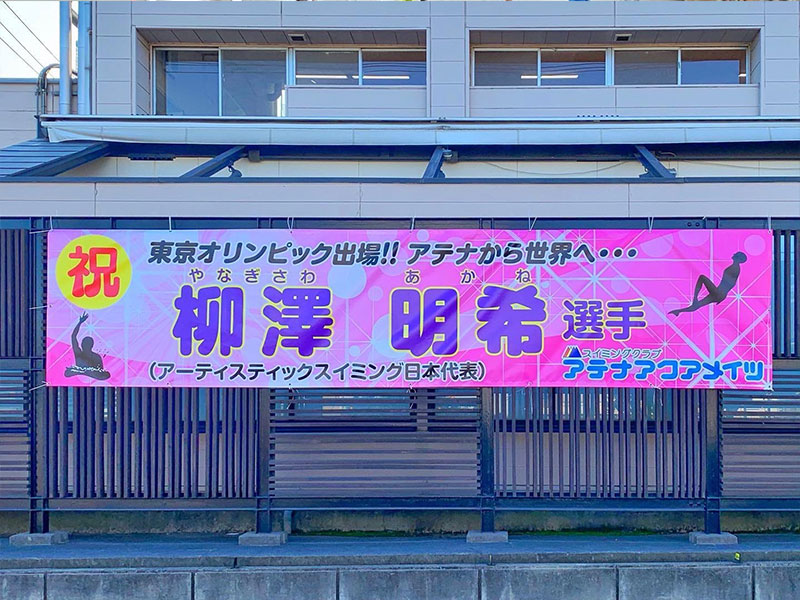 祝
東京オリンピック出場!! アテナから世界へ・・・
やなぎさわ あかね
柳澤 明希 選手
(アーティスティックスイミング日本代表)
スイミングクラブ
アテナアクアメイツ